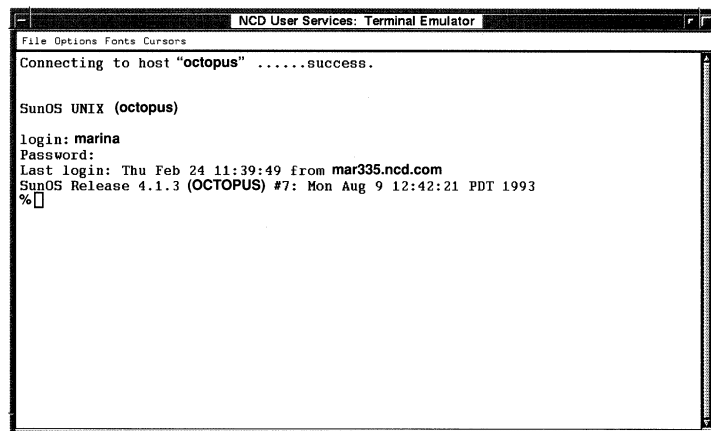 NCD User Services: Terminal Emulator
File Options Fonts Cursors
Connecting to host "octopus" ......success.
SunOS UNIX (octopus)
login: marina
Password:
Last login: Thu Feb 24 11:39:49 from mar335.ncd.com
SunOS Release 4.1.3 (OCTOPUS) #7: Mon Aug 9 12:42:21 PDT 1993
%